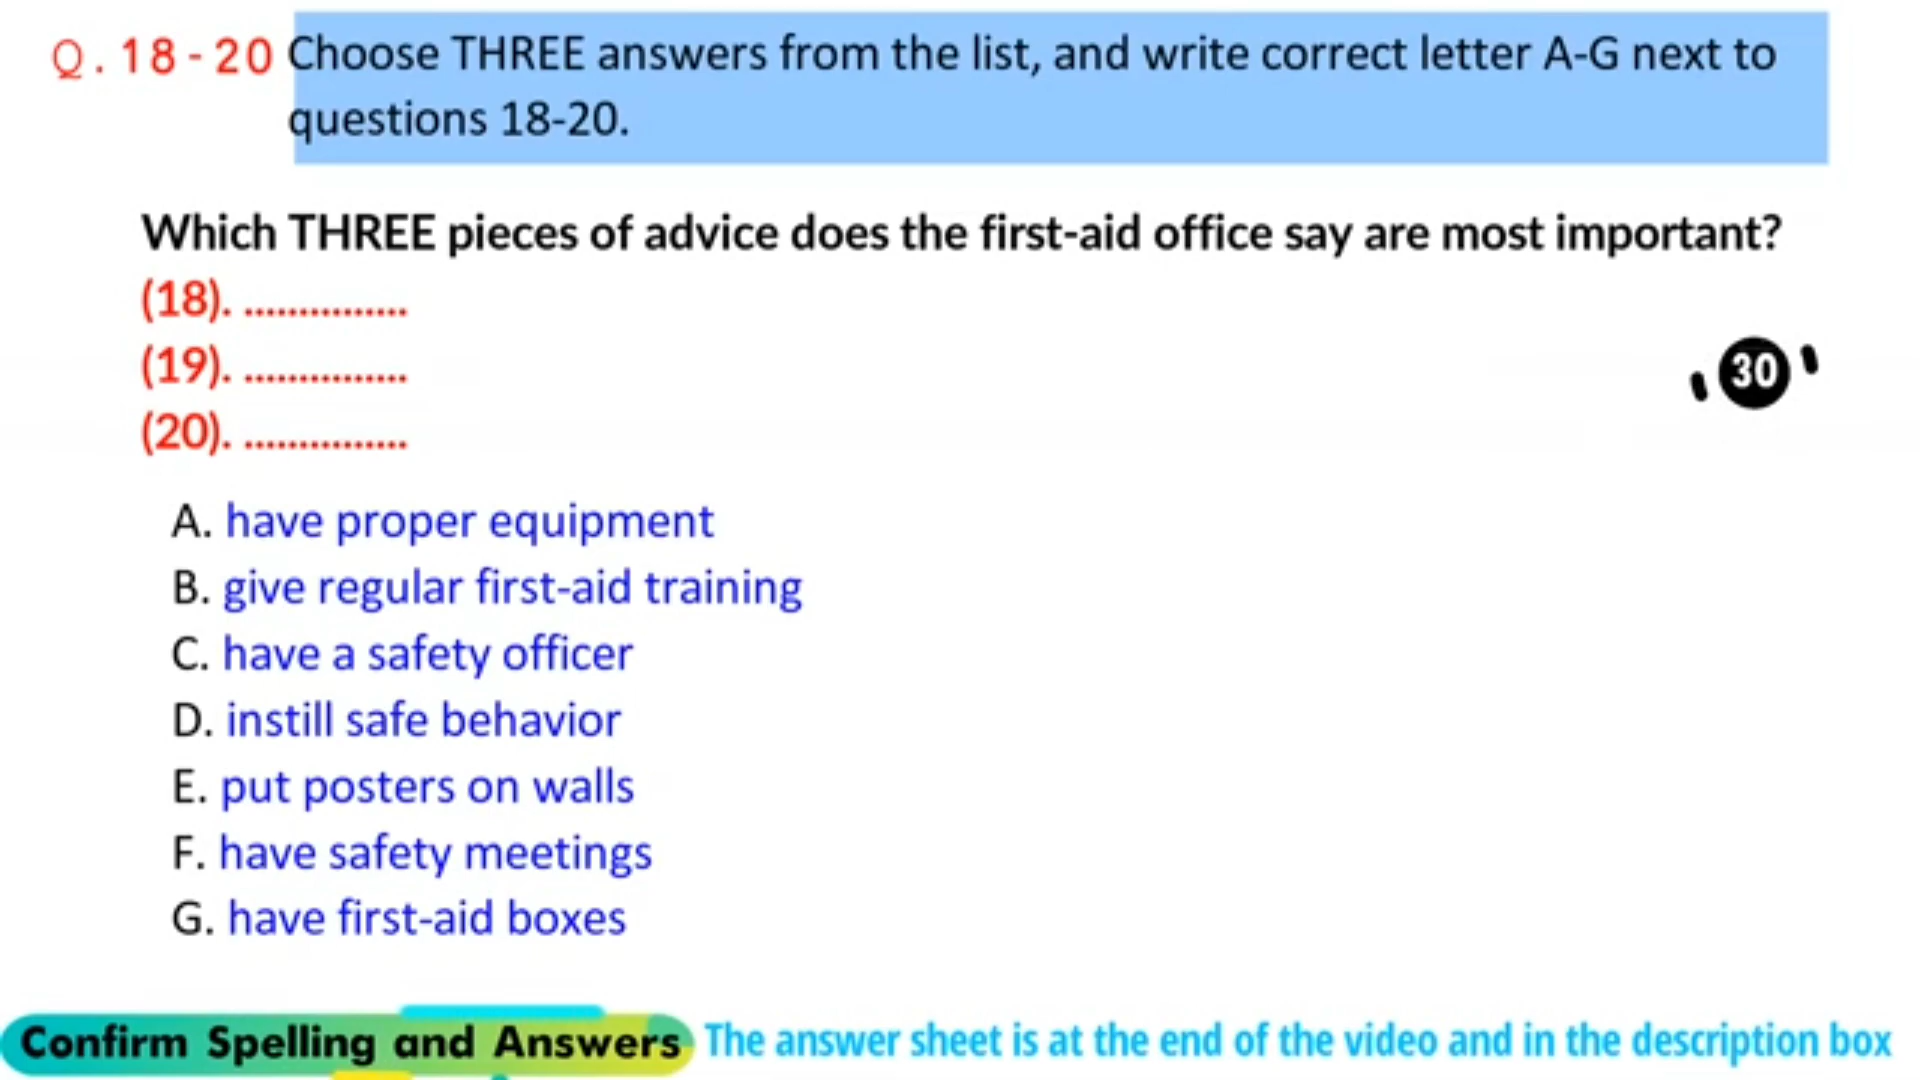 Q.18-20 Choose THREE answers from the list, and write correct letter A-G next to
questions 18-20.
Which THREE pieces of advice does the first-aid office say are most important?
(18). ...............
(19). ...............
30
(20). ...............
A. have proper equipment
B. give regular first-aid training
C. have a safety officer
D. instill safe behavior
E. put posters on walls
F. have safety meetings
G. have first-aid boxes
Confirm Spelling and Answers The answer sheet is at the end of the video and in the description box